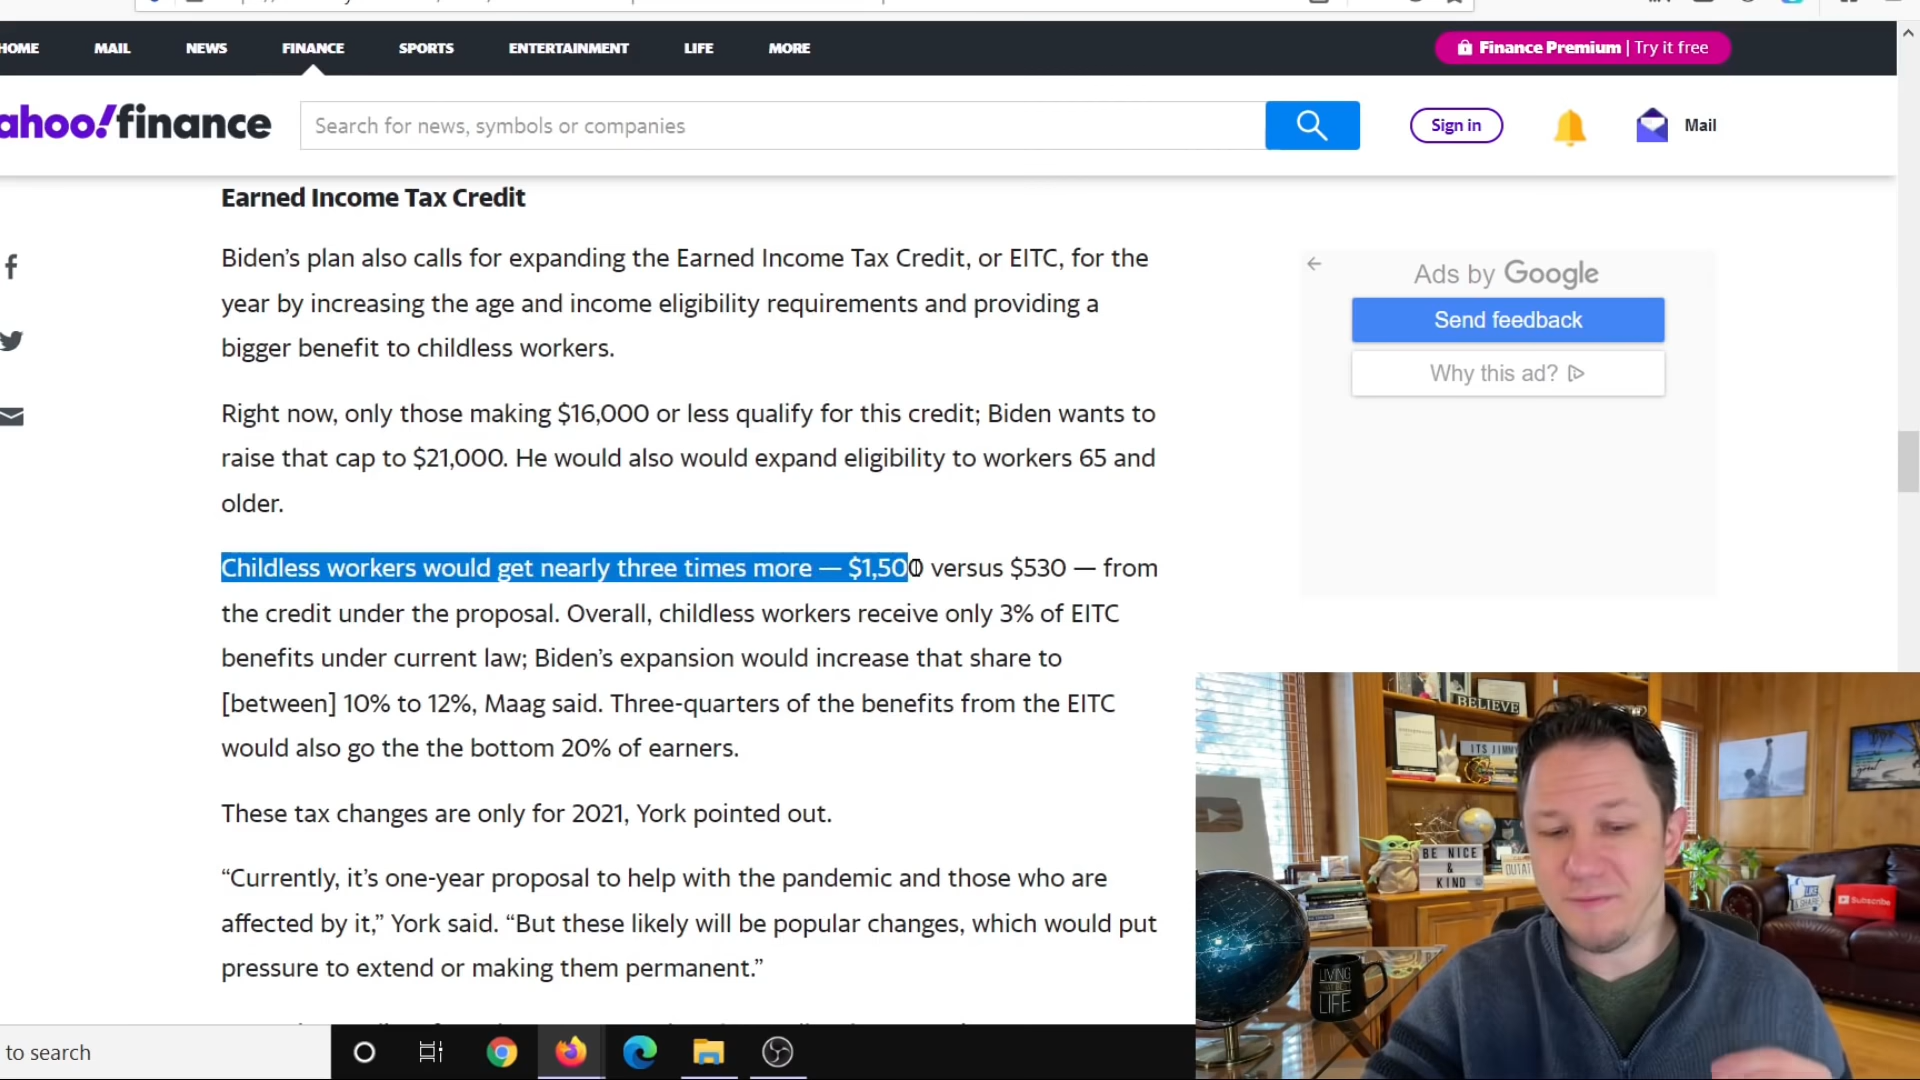 HOME MAIL NEWS FINANCE SPORTS ENTERTAINMENT LIFE MORE Finance Premium | Try it free
ahoo!finance Search for news, symbols or companies Sign in Mail
Earned Income Tax Credit
Biden’s plan also calls for expanding the Earned Income Tax Credit, or EITC, for the
year by increasing the age and income eligibility requirements and providing a
bigger benefit to childless workers.
Right now, only those making $16,000 or less qualify for this credit; Biden wants to
raise that cap to $21,000. He would also would expand eligibility to workers 65 and
older.
Childless workers would get nearly three times more — $1,500 versus $530 — from
the credit under the proposal. Overall, childless workers receive only 3% of EITC
benefits under current law; Biden’s expansion would increase that share to
[between] 10% to 12%, Maag said. Three-quarters of the benefits from the EITC
would also go the the bottom 20% of earners.
These tax changes are only for 2021, York pointed out.
“Currently, it’s one-year proposal to help with the pandemic and those who are
affected by it,” York said. “But these likely will be popular changes, which would put
pressure to extend or making them permanent.”
Ads by Google
Send feedback
Why this ad?
BELIEVE
ITS JIMMY
BE NICE
&
KIND
OUTAT
LIVING
LIFE
LIKE
& SHARE
Subscribe
great
to search